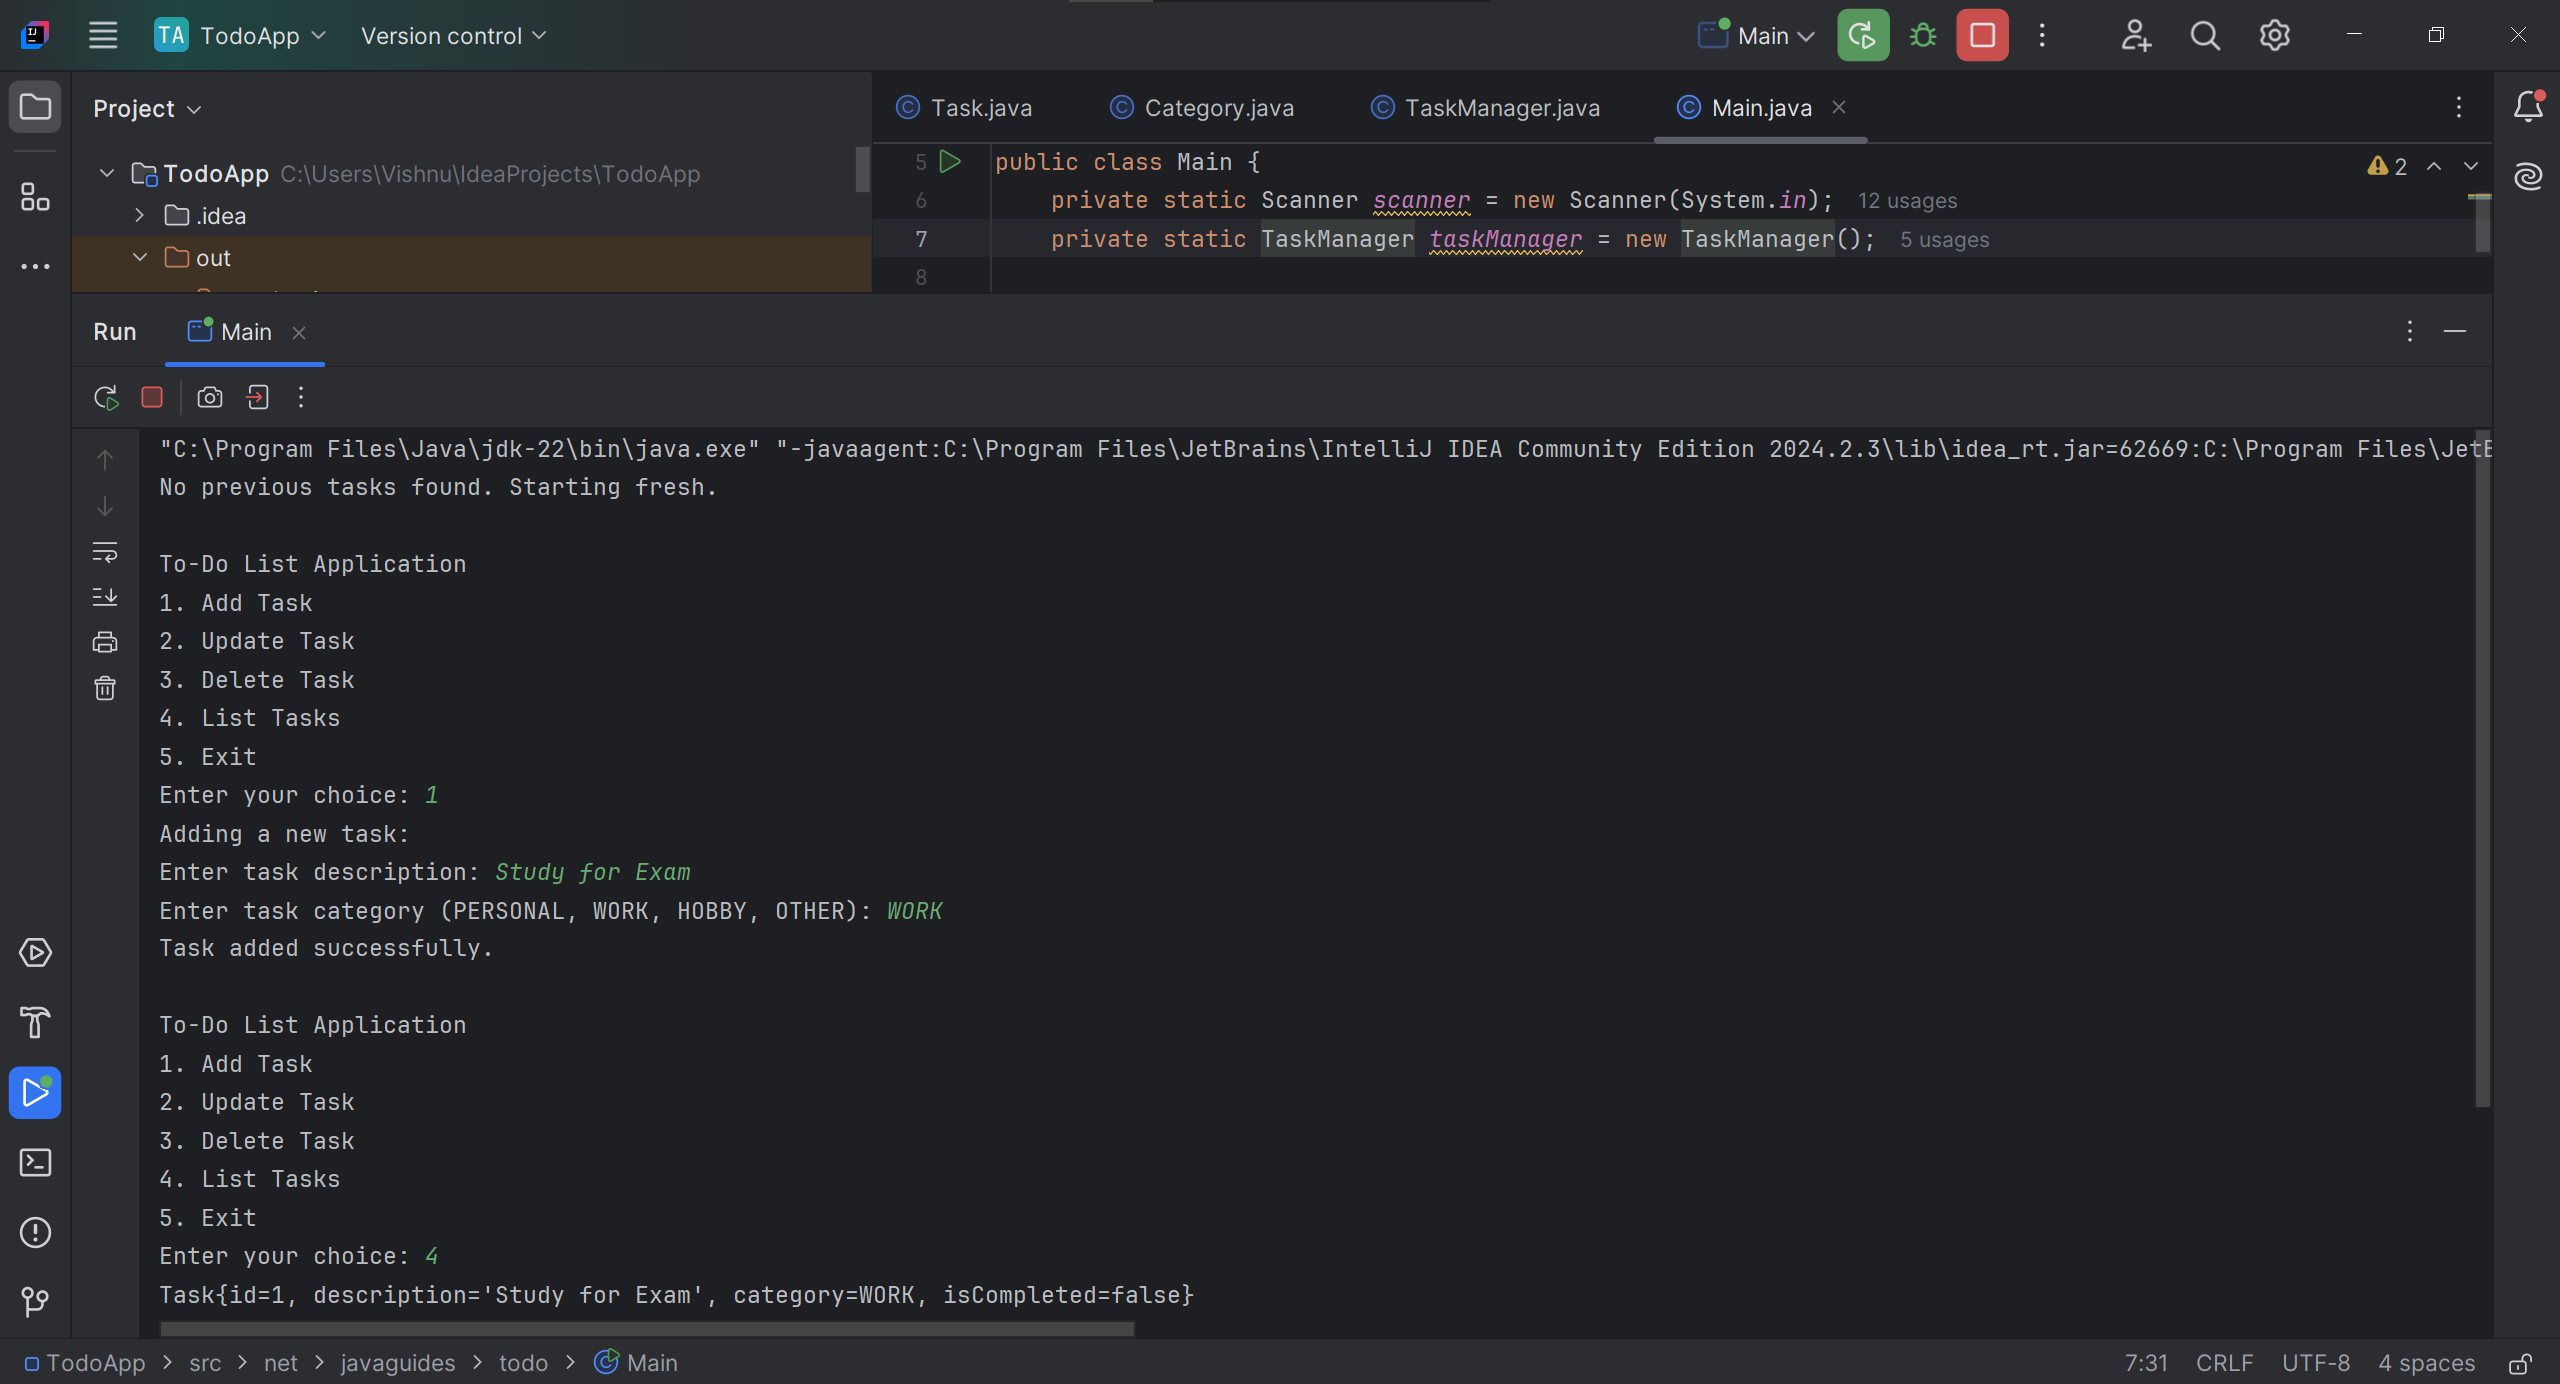 TA TodoApp Version control Main
Project
Task.java Category.java TaskManager.java Main.java
TodoApp C:\Users\Vishnu\IdeaProjects\TodoApp
.idea
out
5 public class Main {
6 private static Scanner scanner = new Scanner(System.in); 12 usages
7 private static TaskManager taskManager = new TaskManager(); 5 usages
8
2
Run Main
"C:\Program Files\Java\jdk-22\bin\java.exe" "-javaagent:C:\Program Files\JetBrains\IntelliJ IDEA Community Edition 2024.2.3\lib\idea_rt.jar=62669:C:\Program Files\JetB
No previous tasks found. Starting fresh.
To-Do List Application
1. Add Task
2. Update Task
3. Delete Task
4. List Tasks
5. Exit
Enter your choice: 1
Adding a new task:
Enter task description: Study for Exam
Enter task category (PERSONAL, WORK, HOBBY, OTHER): WORK
Task added successfully.
To-Do List Application
1. Add Task
2. Update Task
3. Delete Task
4. List Tasks
5. Exit
Enter your choice: 4
Task{id=1, description='Study for Exam', category=WORK, isCompleted=false}
TodoApp > src > net > javaguides > todo > Main
7:31 CRLF UTF-8 4 spaces